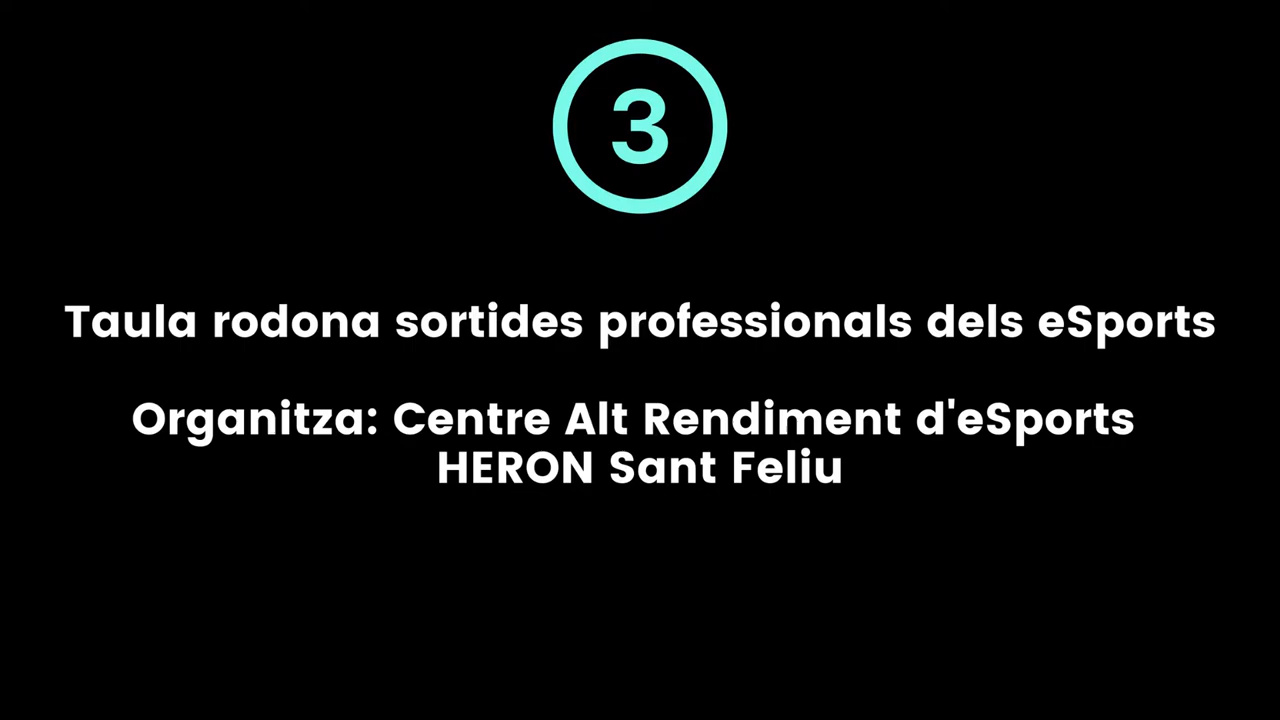 3
Taula rodona sortides professionals dels eSports
Organitza: Centre Alt Rendiment d'eSports
HERON Sant Feliu